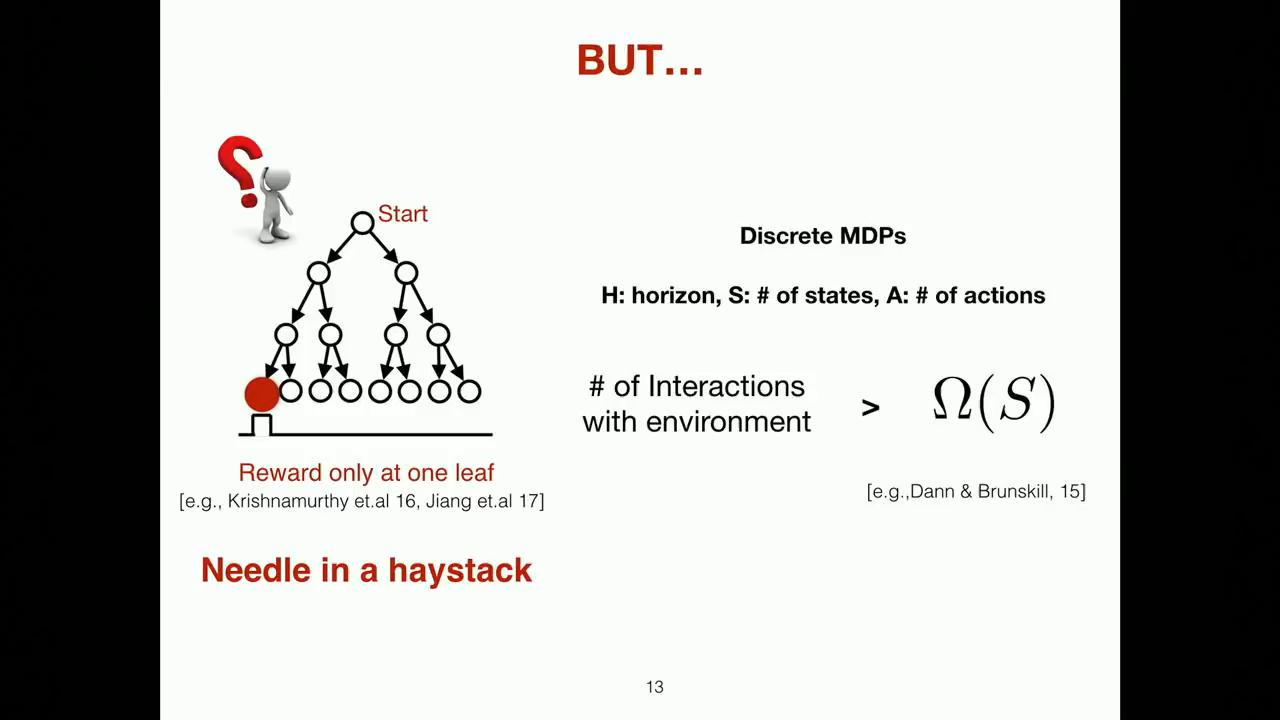 BUT...
Start
Reward only at one leaf
[e.g., Krishnamurthy et.al 16, Jiang et.al 17]
Needle in a haystack
Discrete MDPs
H: horizon, S: # of states, A: # of actions
# of Interactions
with environment
> Ω(S)
[e.g.,Dann & Brunskill, 15]
13